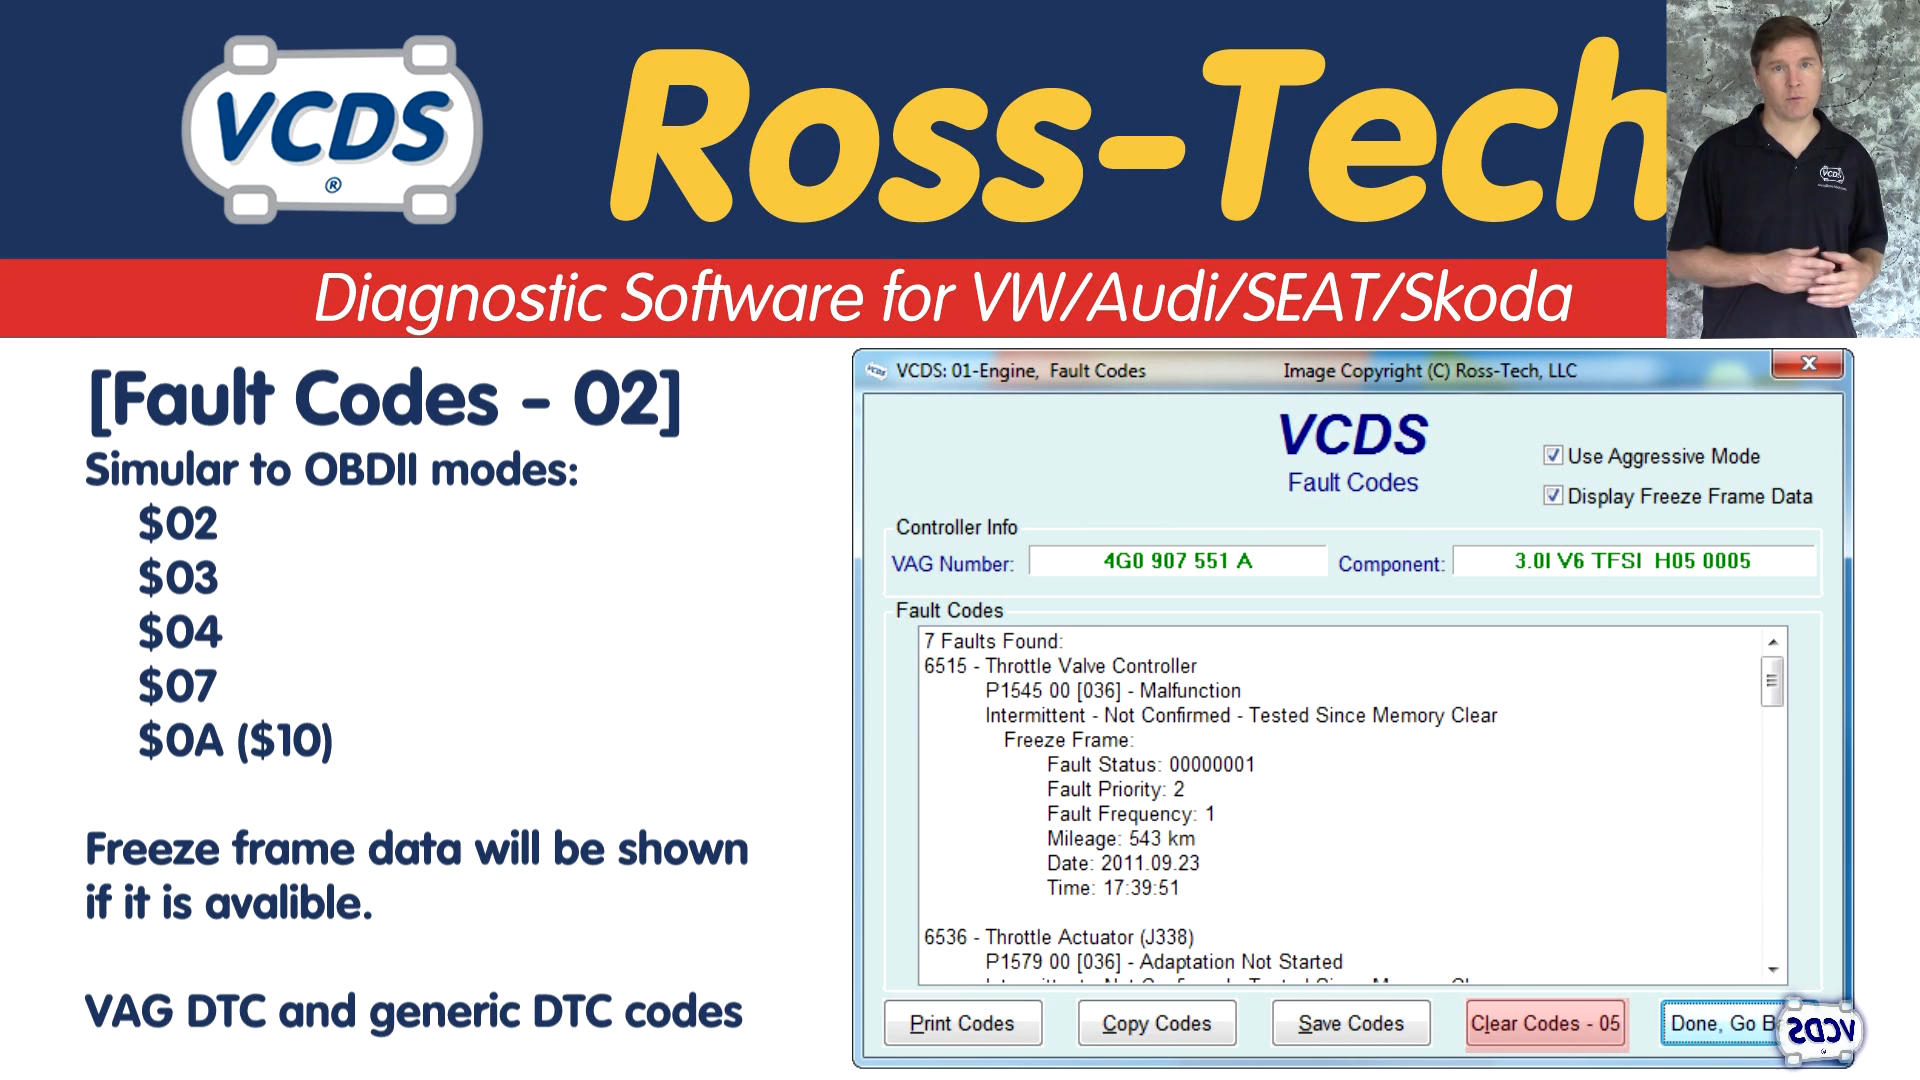 VCDS
®
Ross-Tech
Diagnostic Software for VW/Audi/SEAT/Skoda
VCDS
[Fault Codes - 02]
Simular to OBDII modes:
$02
$03
$04
$07
$0A ($10)
Freeze frame data will be shown
if it is avalible.
VAG DTC and generic DTC codes
VCDS: 01-Engine, Fault Codes
Image Copyright (C) Ross-Tech, LLC
VCDS
Fault Codes
Use Aggressive Mode
Display Freeze Frame Data
Controller Info
VAG Number: 4G0 907 551 A Component: 3.0l V6 TFSI H05 0005
Fault Codes
7 Faults Found:
6515 - Throttle Valve Controller
P1545 00 [036] - Malfunction
Intermittent - Not Confirmed - Tested Since Memory Clear
Freeze Frame:
Fault Status: 00000001
Fault Priority: 2
Fault Frequency: 1
Mileage: 543 km
Date: 2011.09.23
Time: 17:39:51
6536 - Throttle Actuator (J338)
P1579 00 [036] - Adaptation Not Started
Print Codes Copy Codes Save Codes Clear Codes - 05 Done, Go B
VCDS